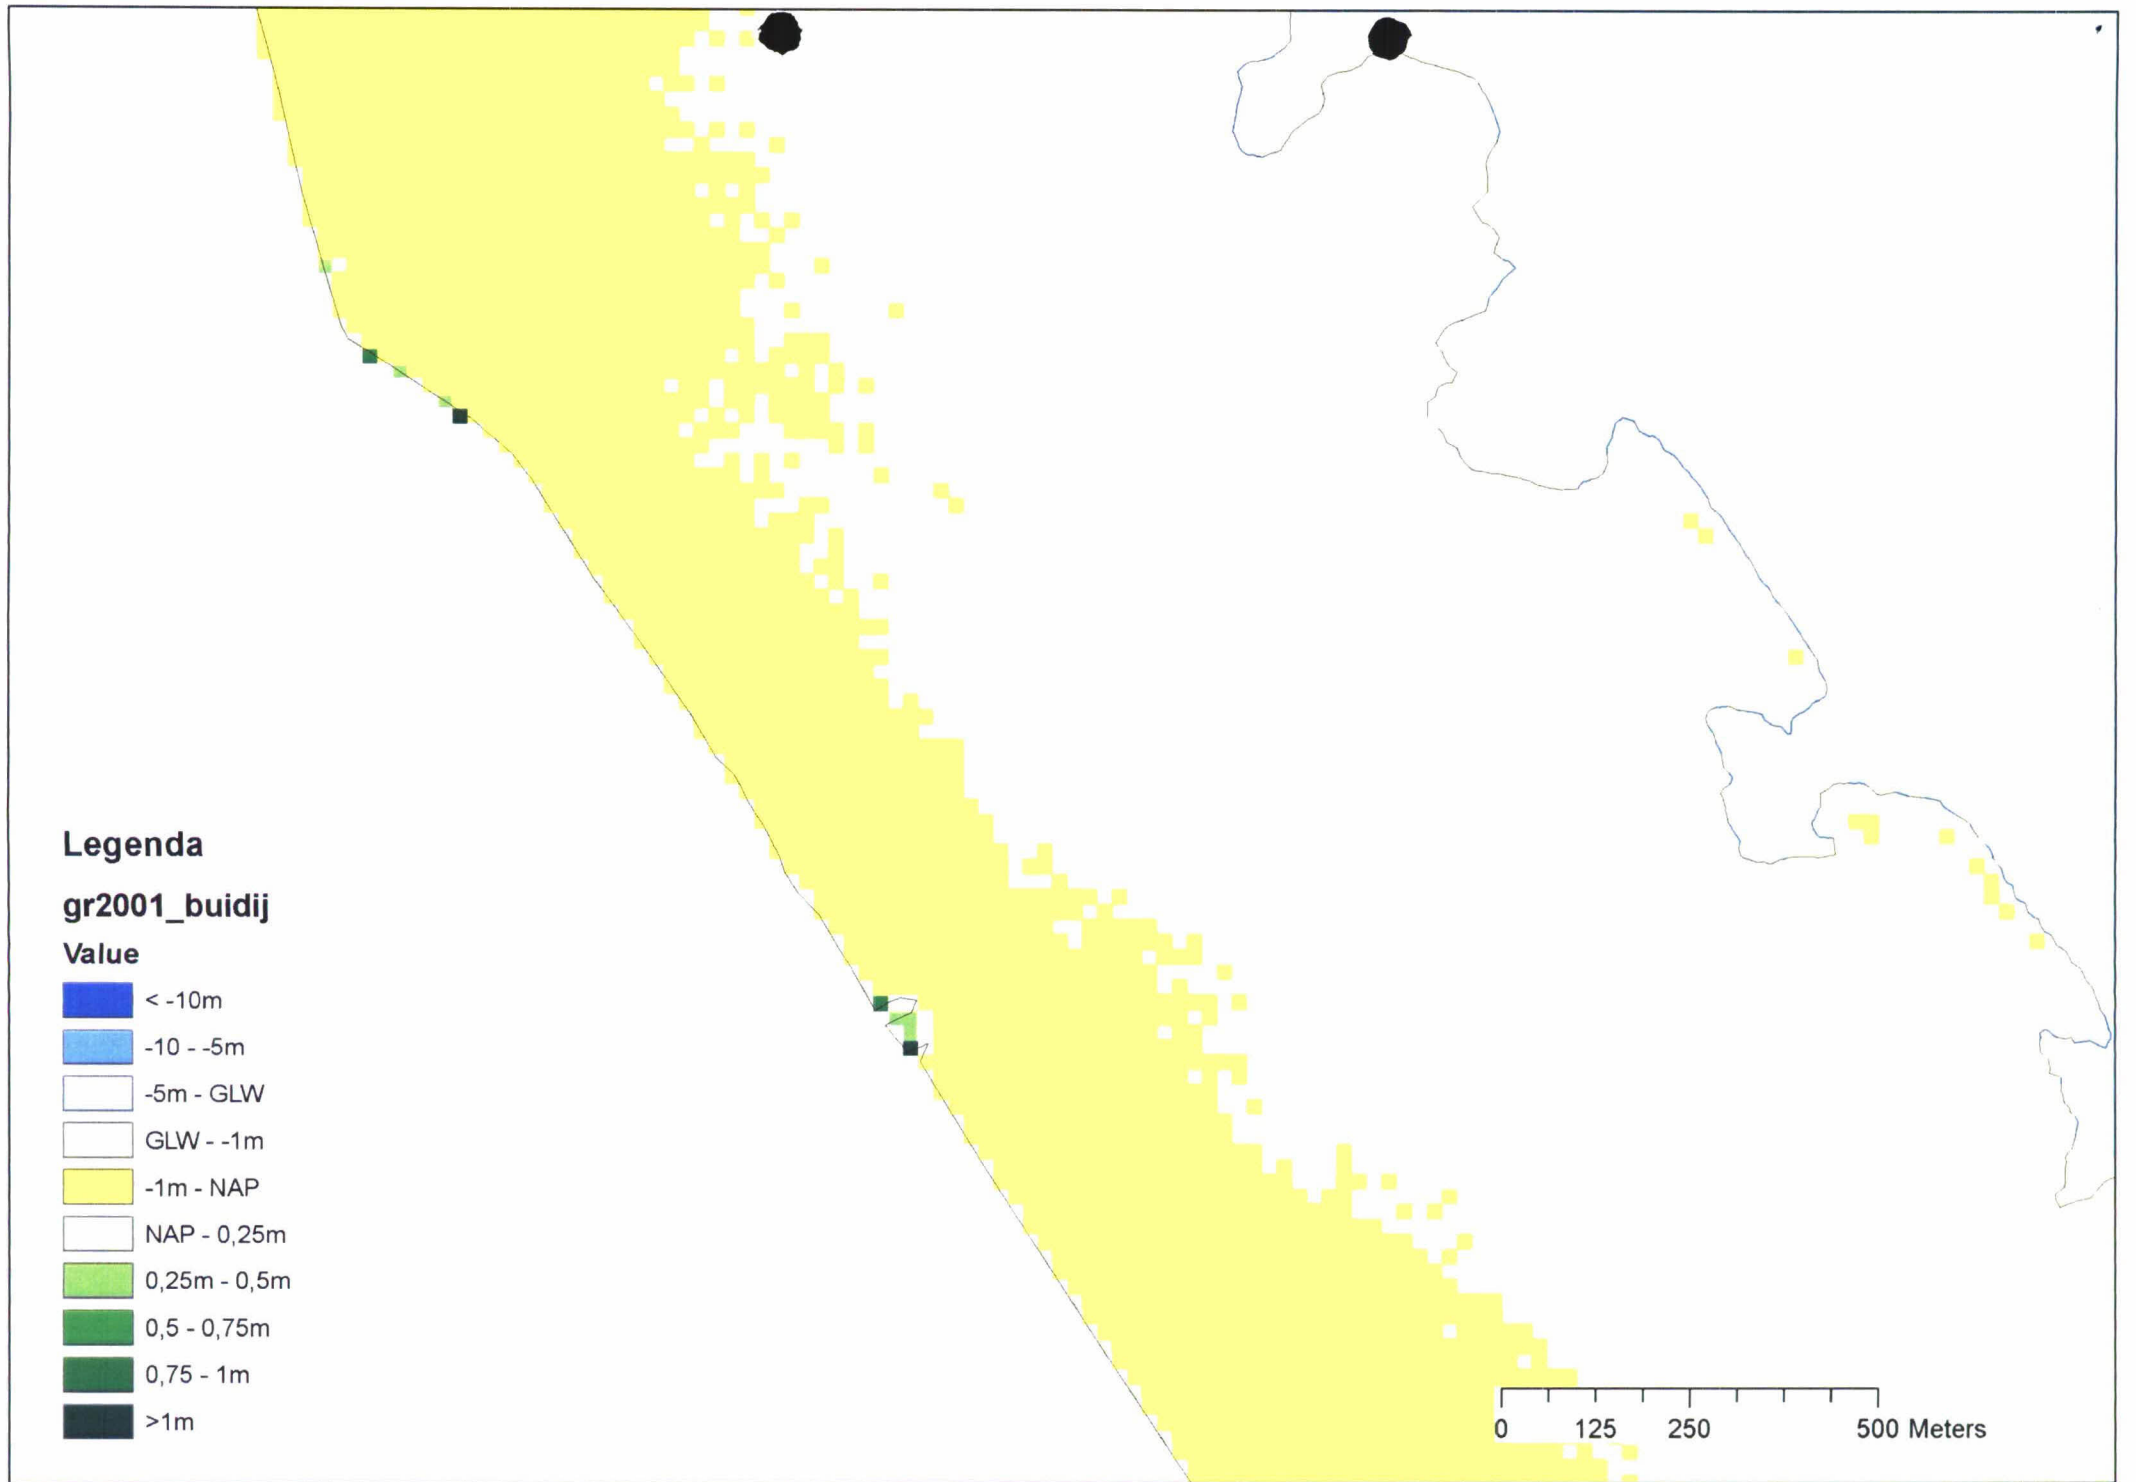 Legenda
gr2001_buidij
Value
< -10m
-10 - -5m
-5m - GLW
GLW - -1m
-1m - NAP
NAP - 0,25m
0,25m - 0,5m
0,5 - 0,75m
0,75 - 1m
>1m
0 125 250 500 Meters